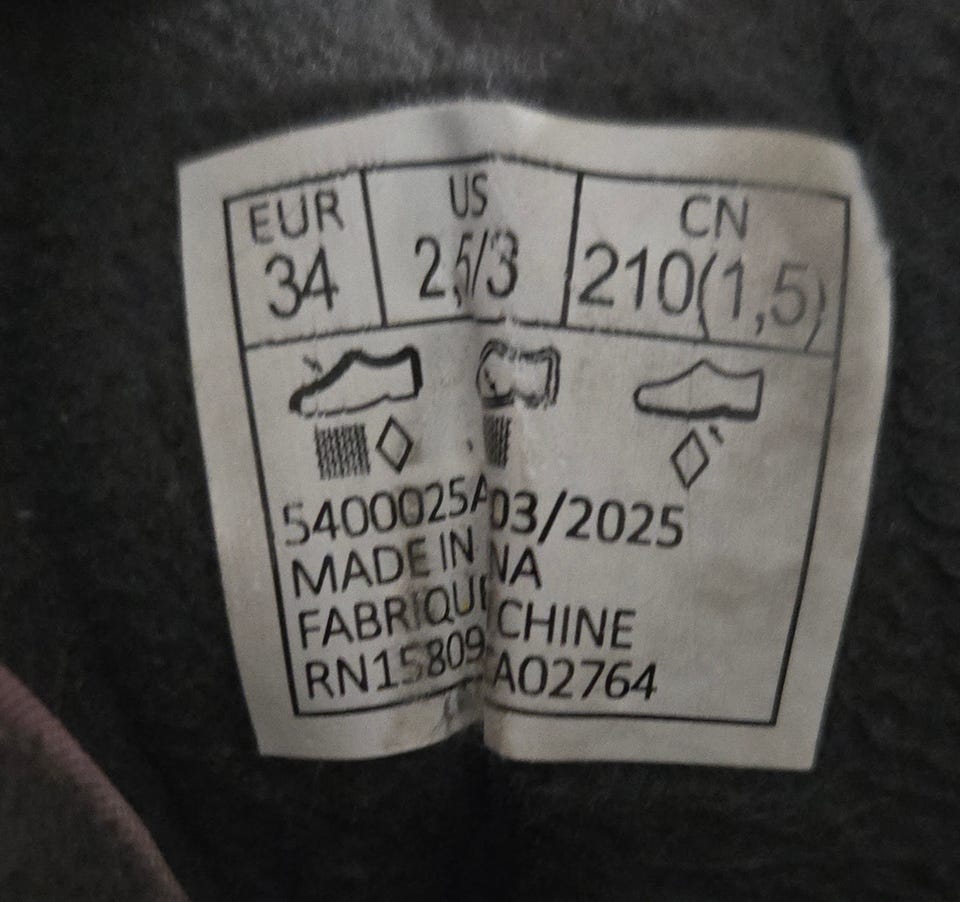 EUR US CN
34 2,5/3 210(1,5)
5400025A 03/2025
MADE IN NA
FABRIQU CHINE
RN15809 AO2764